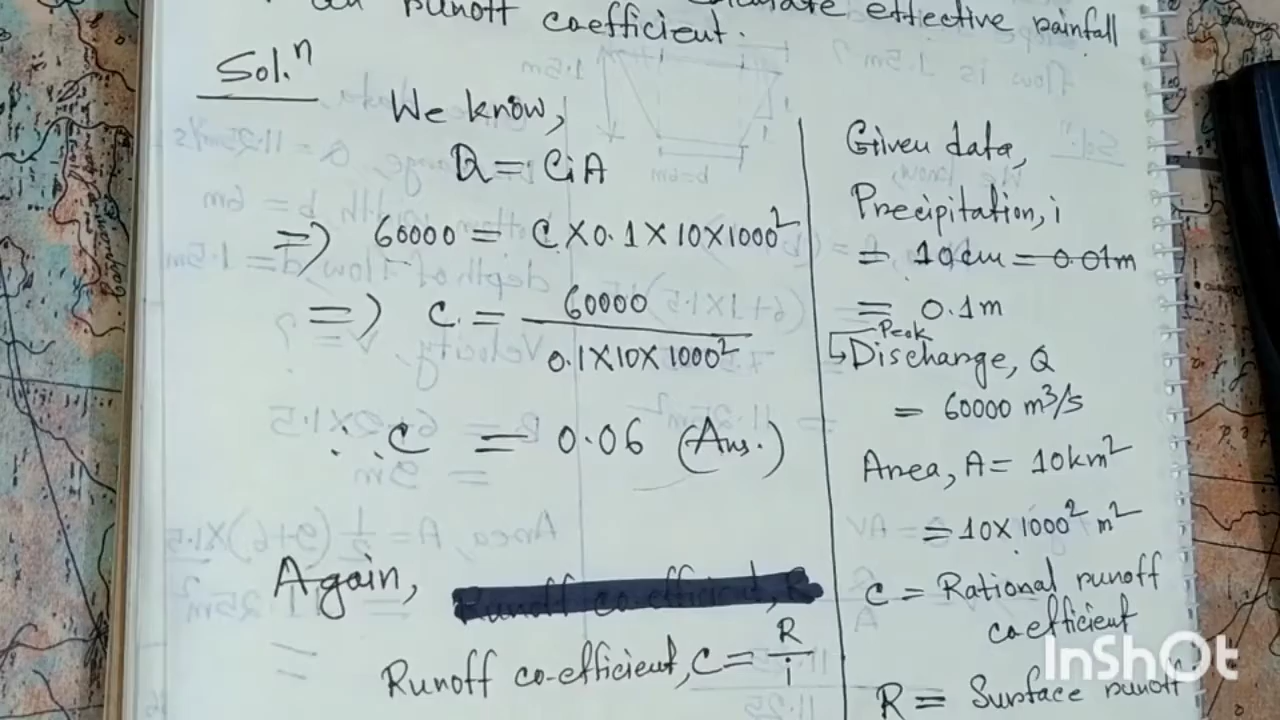 runoff coefficient. effective rainfall
Sol.ⁿ
We know,
Q = CiA
=> 60000 = C X 0.1 X 10 X 1000²
=> C = 60000 / 0.1 X 10 X 1000²
∴ C = 0.06 (Ans.)
Again,
Runoff co-efficient, C = R / i
Given data,
Precipitation, i
= 10cm = 0.01m
= 0.1m
Peak
Discharge, Q
= 60000 m³/s
Area, A = 10km²
= 10 X 1000² m²
C = Rational runoff
coefficient
R = Surface runoff
InShOt